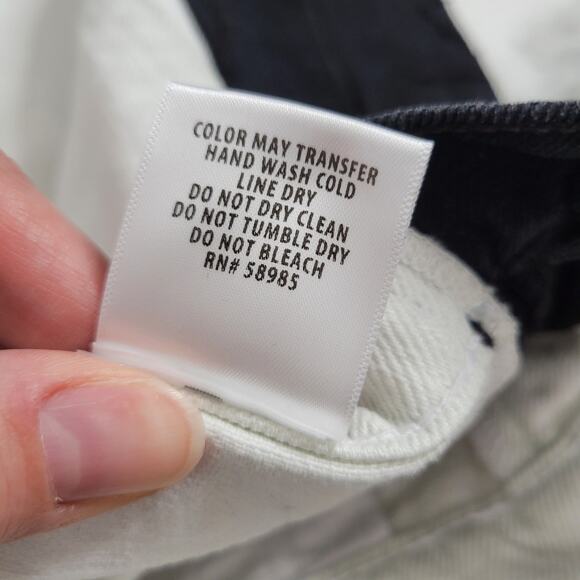 COLOR MAY TRANSFER
HAND WASH COLD
LINE DRY
DO NOT DRY CLEAN
DO NOT TUMBLE DRY
DO NOT BLEACH
RN# 58985